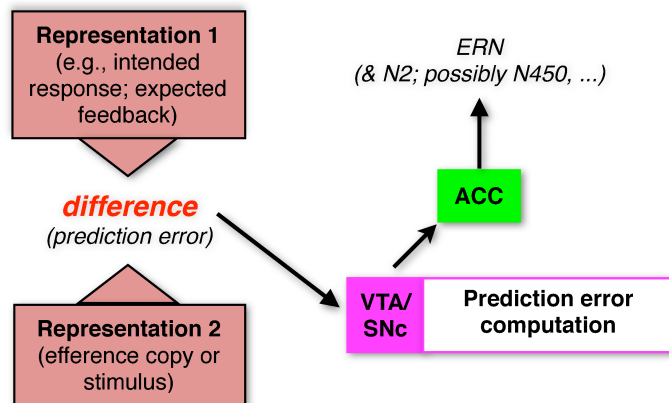 Representation 1
(e.g., intended
response; expected
feedback)
difference
(prediction error)
Representation 2
(efference copy or
stimulus)
ERN
(& N2; possibly N450, ...)
ACC
VTA/
SNc
Prediction error
computation